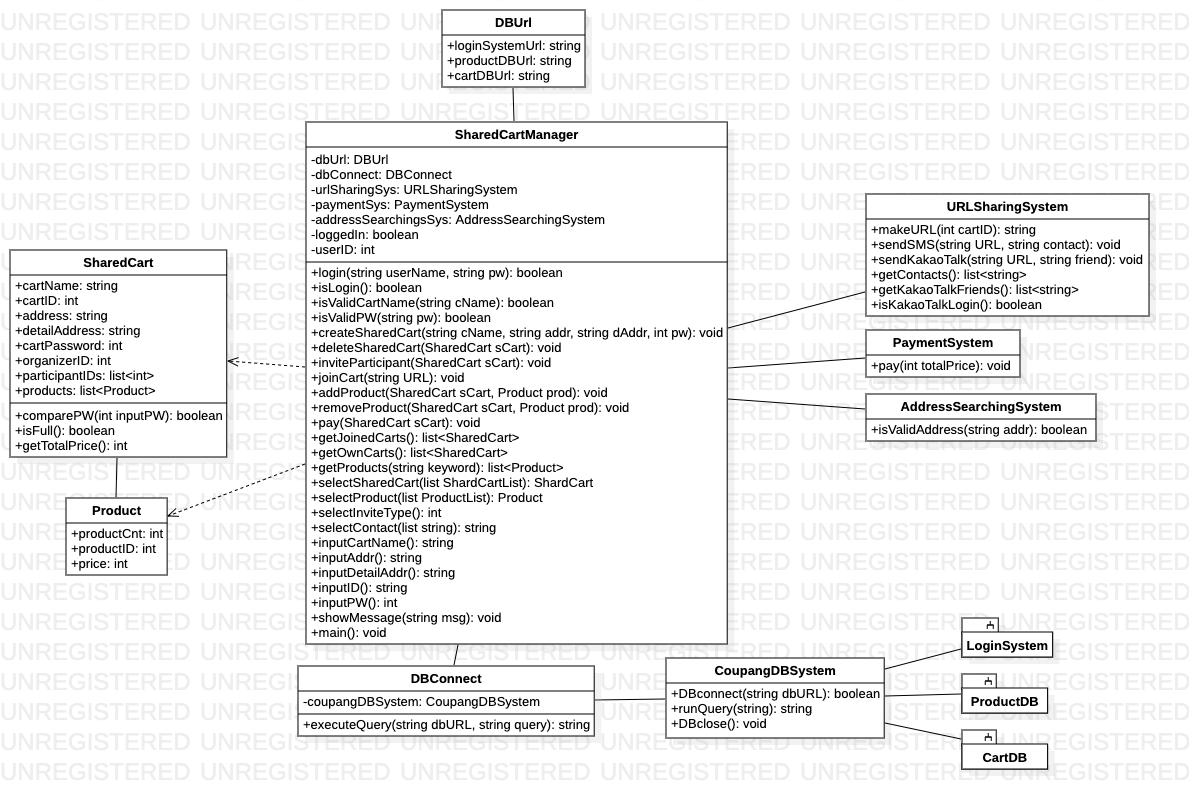 DBUrl
+loginSystemUrl: string
+productDBUrl: string
+cartDBUrl: string
SharedCartManager
-dbUrl: DBUrl
-dbConnect: DBConnect
-urlSharingSys: URLSharingSystem
-paymentSys: PaymentSystem
-addressSearchingsSys: AddressSearchingSystem
-loggedIn: boolean
-userID: int
+login(string userName, string pw): boolean
+isLogin(): boolean
+isValidCartName(string cName): boolean
+isValidPW(string pw): boolean
+createSharedCart(string cName, string addr, string dAddr, int pw): void
+deleteSharedCart(SharedCart sCart): void
+inviteParticipant(SharedCart sCart): void
+joinCart(string URL): void
+addProduct(SharedCart sCart, Product prod): void
+removeProduct(SharedCart sCart, Product prod): void
+pay(SharedCart sCart): void
+getJoinedCarts(): list<SharedCart>
+getOwnCarts(): list<SharedCart>
+getProducts(string keyword): list<Product>
+selectSharedCart(list ShardCartList): ShardCart
+selectProduct(list ProductList): Product
+selectInviteType(): int
+selectContact(list string): string
+inputCartName(): string
+inputAddr(): string
+inputDetailAddr(): string
+inputID(): string
+inputPW(): int
+showMessage(string msg): void
+main(): void
SharedCart
+cartName: string
+cartID: int
+address: string
+detailAddress: string
+cartPassword: int
+organizerID: int
+participantIDs: list<int>
+products: list<Product>
+comparePW(int inputPW): boolean
+isFull(): boolean
+getTotalPrice(): int
Product
+productCnt: int
+productID: int
+price: int
URLSharingSystem
+makeURL(int cartID): string
+sendSMS(string URL, string contact): void
+sendKakaoTalk(string URL, string friend): void
+getContacts(): list<string>
+getKakaoTalkFriends(): list<string>
+isKakaoTalkLogin(): boolean
PaymentSystem
+pay(int totalPrice): void
AddressSearchingSystem
+isValidAddress(string addr): boolean
DBConnect
-coupangDBSystem: CoupangDBSystem
+executeQuery(string dbURL, string query): string
CoupangDBSystem
+DBconnect(string dbURL): boolean
+runQuery(string): string
+DBclose(): void
LoginSystem
ProductDB
CartDB
UNREGISTERED